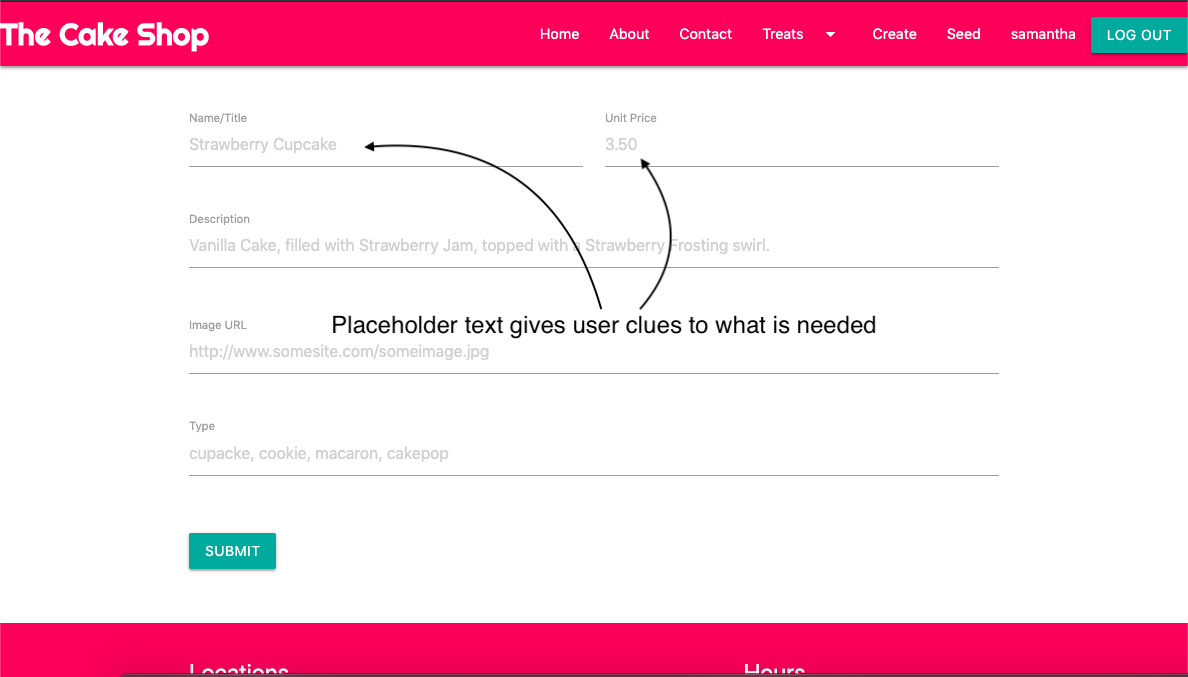 The Cake Shop
Home About Contact Treats Create Seed samantha LOG OUT
Name/Title Unit Price
Strawberry Cupcake 3.50
Description
Vanilla Cake, filled with Strawberry Jam, topped with a Strawberry Frosting swirl.
Placeholder text gives user clues to what is needed
Image URL
http://www.somesite.com/someimage.jpg
Type
cupacke, cookie, macaron, cakepop
SUBMIT
Locations Hours